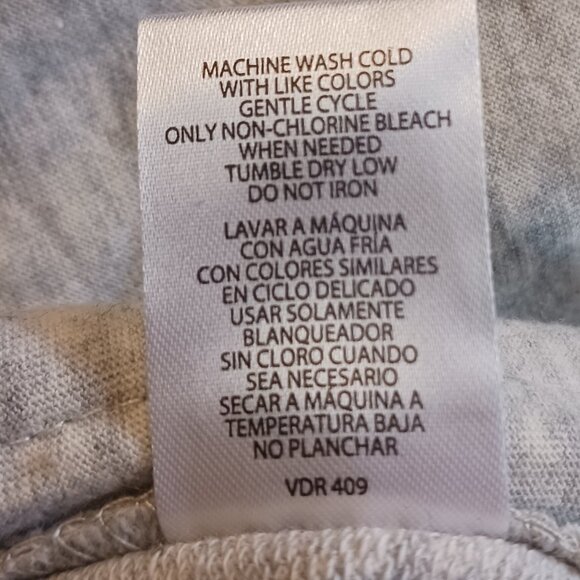 MACHINE WASH COLD
WITH LIKE COLORS
GENTLE CYCLE
ONLY NON-CHLORINE BLEACH
WHEN NEEDED
TUMBLE DRY LOW
DO NOT IRON
LAVAR A MÁQUINA
CON AGUA FRÍA
CON COLORES SIMILARES
EN CICLO DELICADO
USAR SOLAMENTE
BLANQUEADOR
SIN CLORO CUANDO
SEA NECESARIO
SECAR A MÁQUINA A
TEMPERATURA BAJA
NO PLANCHAR
VDR 409